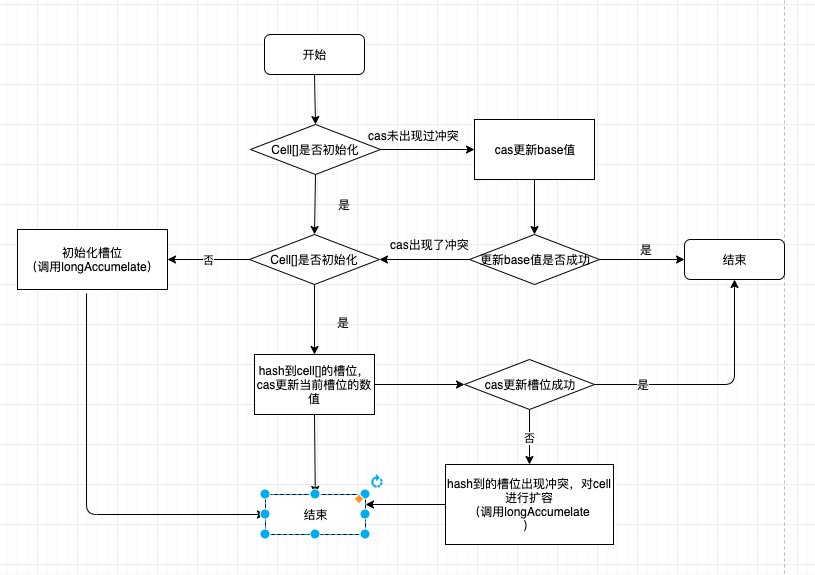 开始
Cell[]是否初始化
cas未出现过冲突
cas更新base值
是
初始化槽位
（调用longAccumelate）
否
Cell[]是否初始化
cas出现了冲突
更新base值是否成功
是
结束
是
hash到cell[]的槽位，
cas更新当前槽位的数
值
cas更新槽位成功
是
否
hash到的槽位出现冲突，对cell
进行扩容
（调用longAccumelate
）
结束